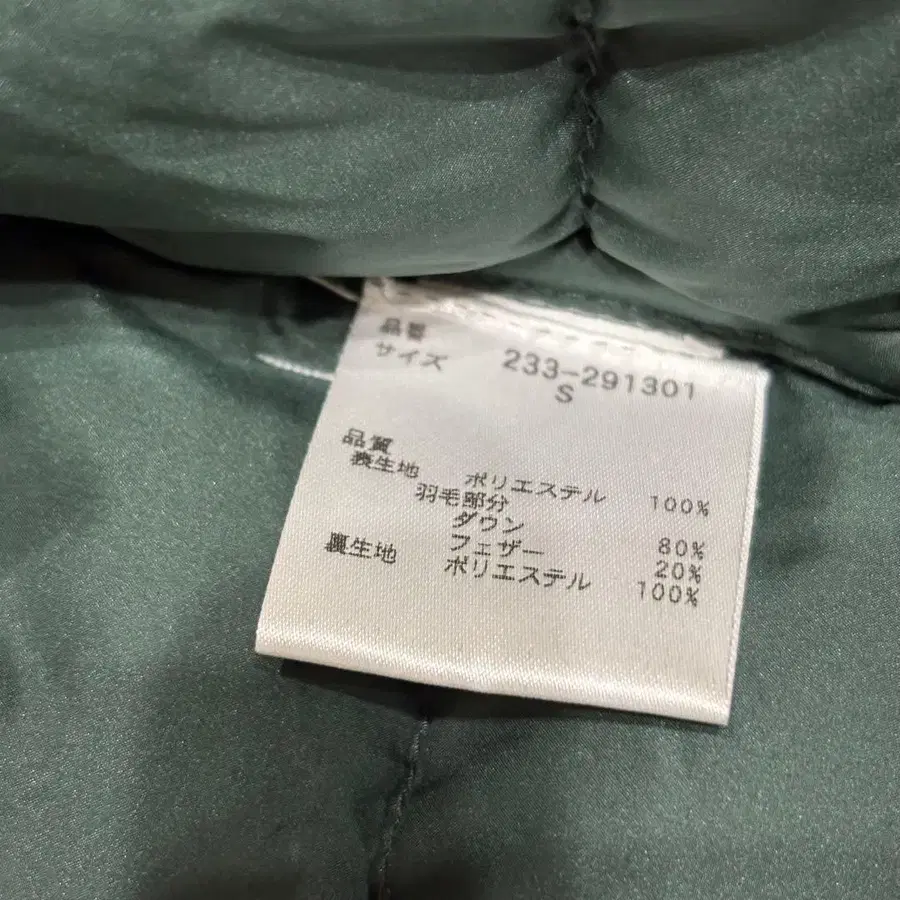 品番 233-291301
サイズ S
品質
表生地 ポリエステル 100%
羽毛部分
ダウン 80%
フェザー 20%
裏生地 ポリエステル 100%